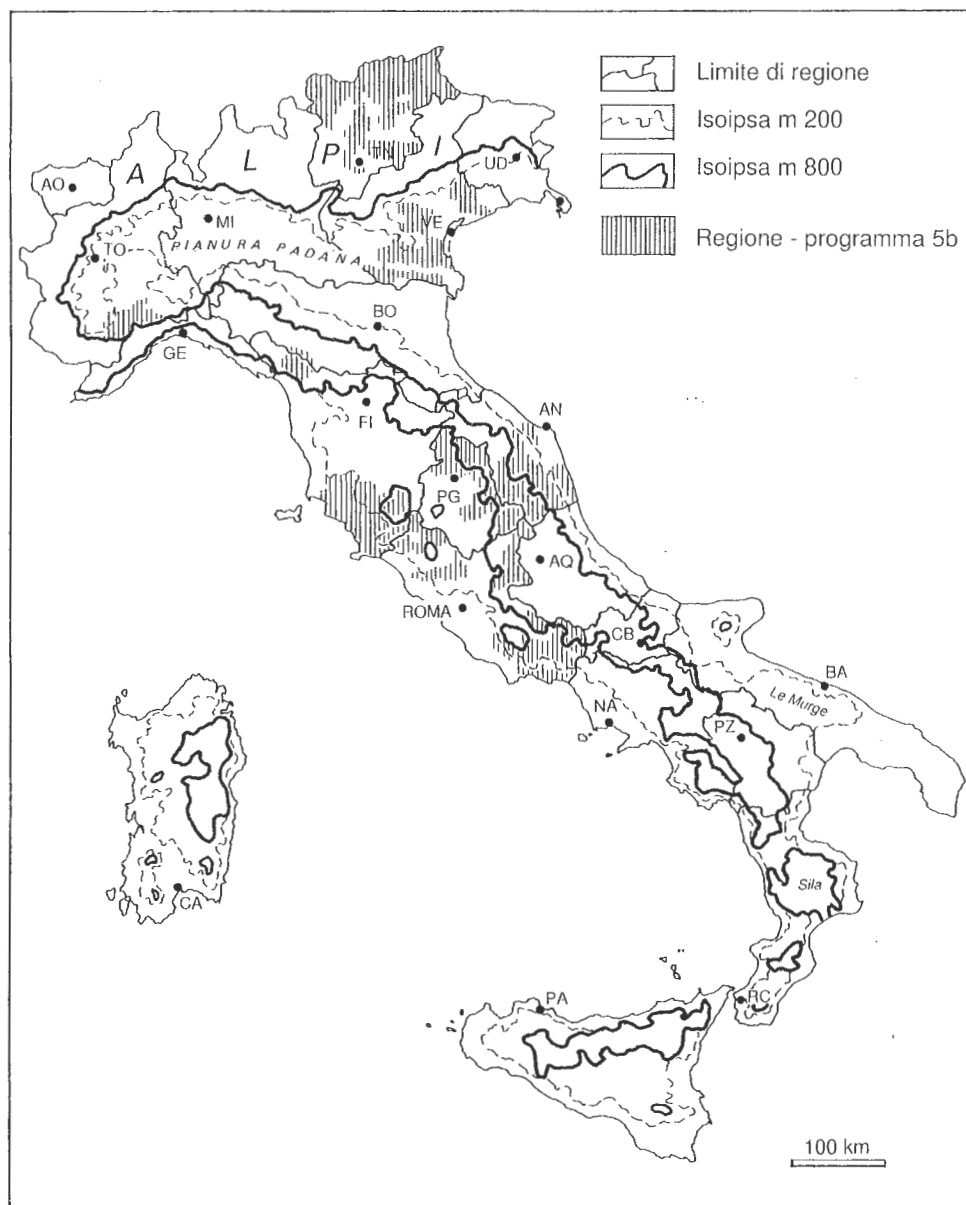 Limite di regione
Isoipsa m 200
Isoipsa m 800
Regione - programma 5b
A L P I
TN
UD
AO
MI
VE
TO
PIANURA PADANA
BO
GE
FI
AN
PG
AQ
ROMA
CB
BA
Le Murge
NA
PZ
Sila
CA
PA
RC
100 km